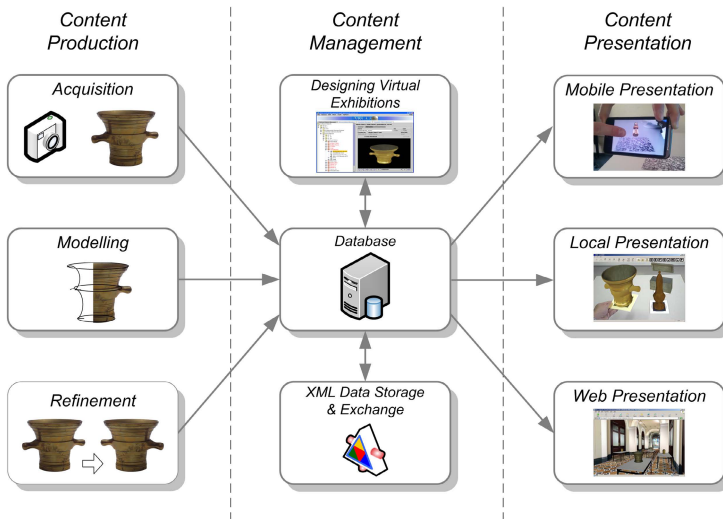 Content
Production
Content
Management
Content
Presentation
Acquisition
Designing Virtual
Exhibitions
Mobile Presentation
Modelling
Database
Local Presentation
Refinement
XML Data Storage
& Exchange
Web Presentation